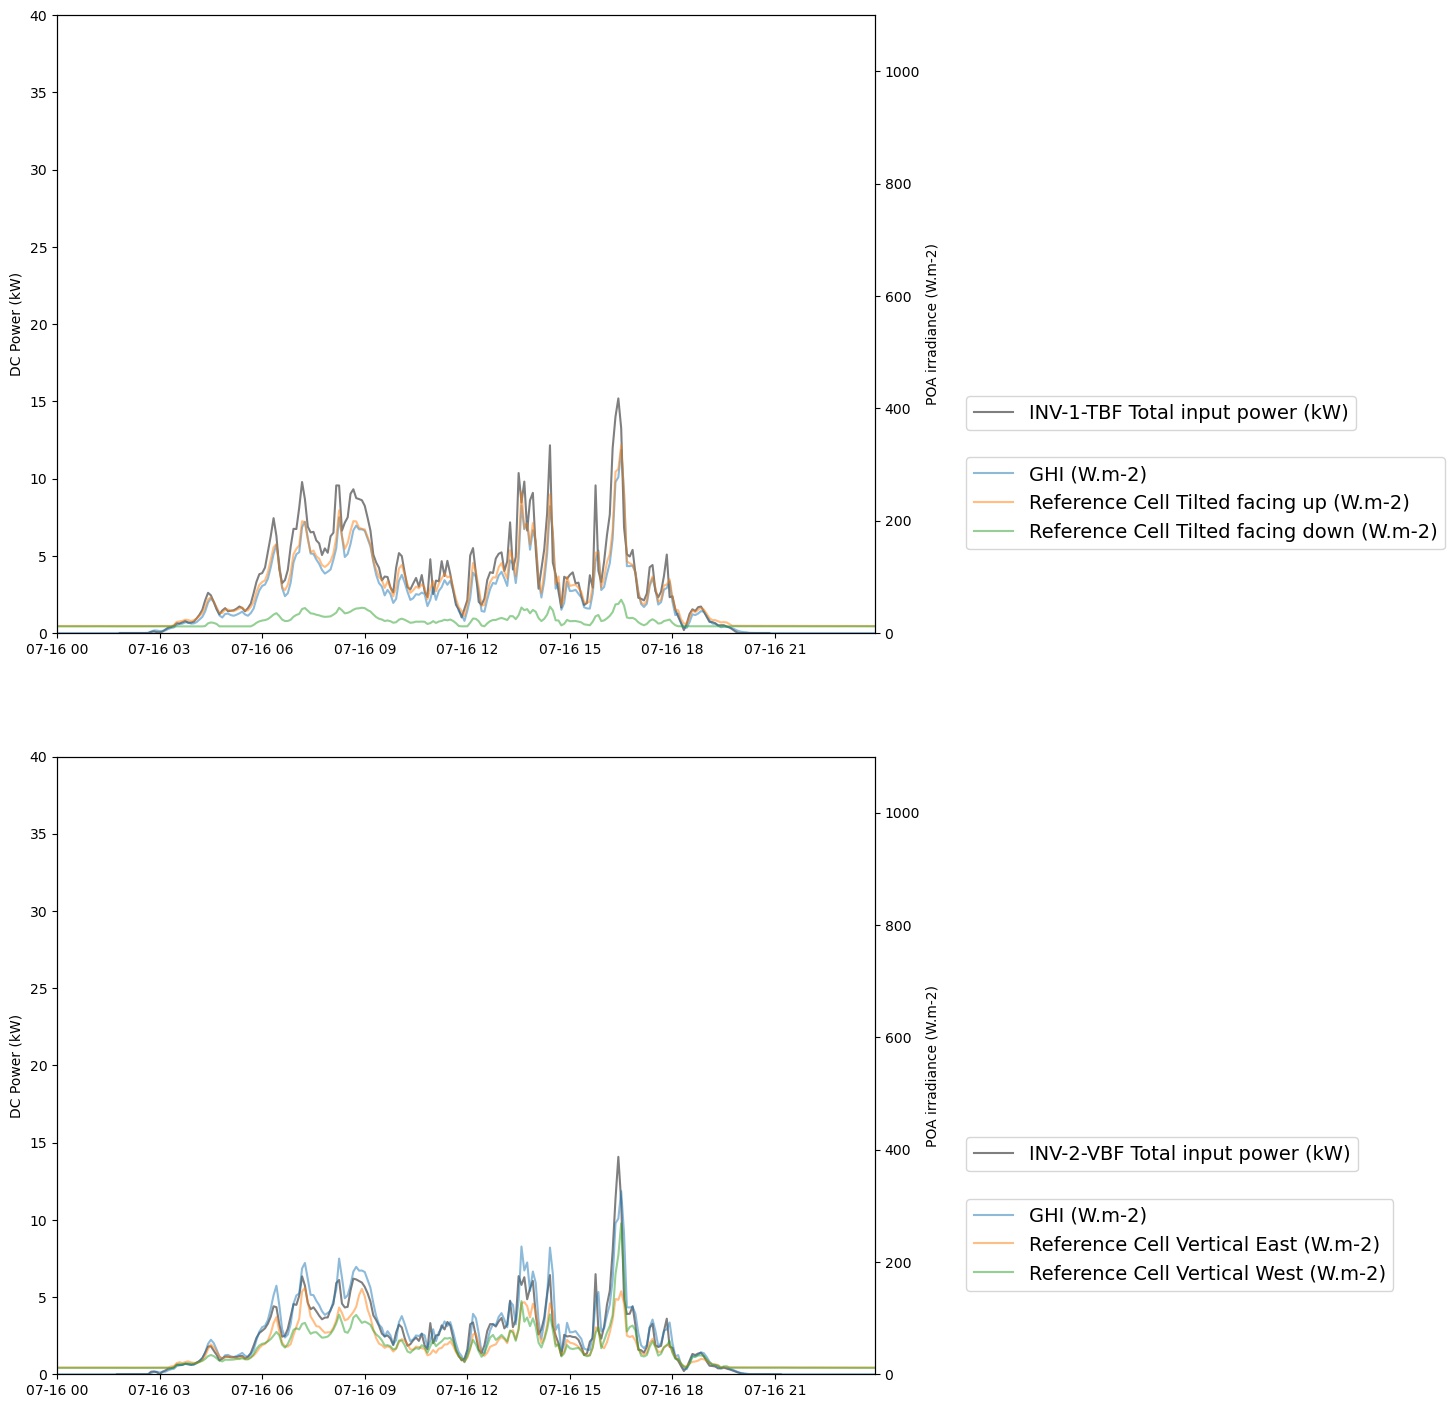 40
35
30
25
20
15
10
5
0
DC Power (kW)
1000
800
600
400
200
0
POA irradiance (W.m-2)
07-16 00 07-16 03 07-16 06 07-16 09 07-16 12 07-16 15 07-16 18 07-16 21
INV-1-TBF Total input power (kW)
GHI (W.m-2)
Reference Cell Tilted facing up (W.m-2)
Reference Cell Tilted facing down (W.m-2)
40
35
30
25
20
15
10
5
0
DC Power (kW)
1000
800
600
400
200
0
POA irradiance (W.m-2)
07-16 00 07-16 03 07-16 06 07-16 09 07-16 12 07-16 15 07-16 18 07-16 21
INV-2-VBF Total input power (kW)
GHI (W.m-2)
Reference Cell Vertical East (W.m-2)
Reference Cell Vertical West (W.m-2)